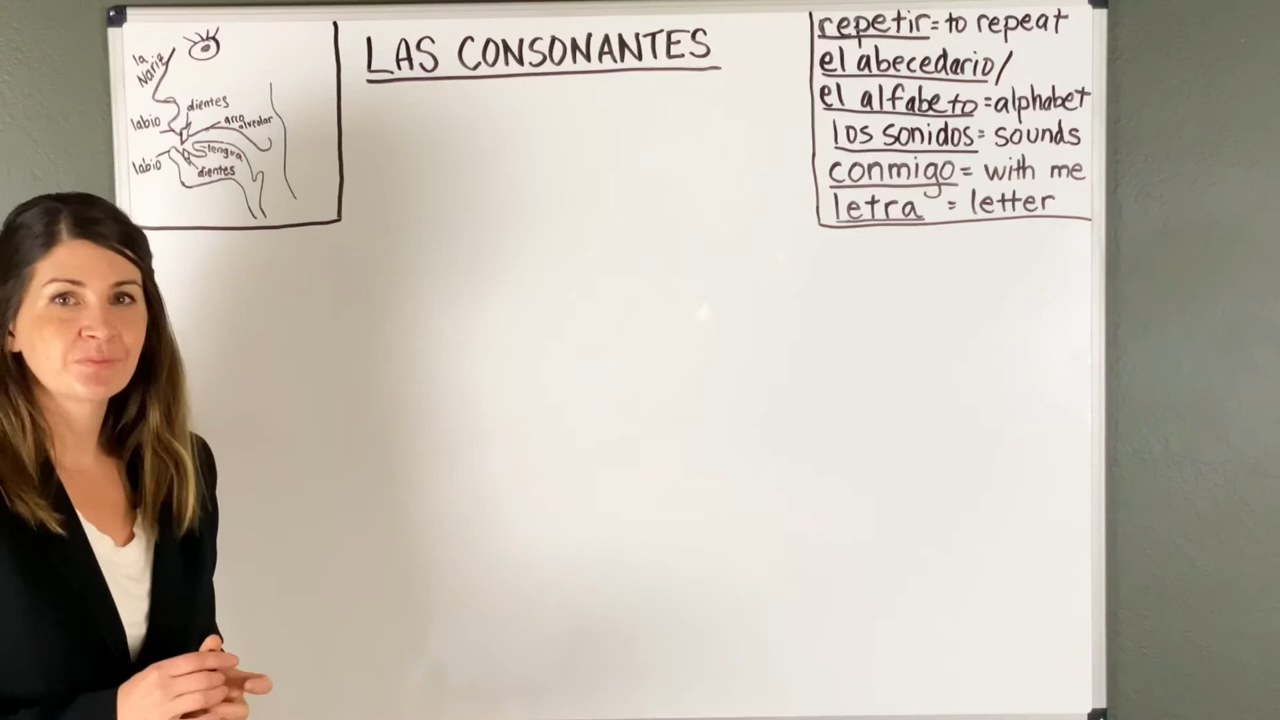 la
Nariz
dientes
labio
arco
alveolar
lengua
labio
dientes
LAS CONSONANTES
repetir = to repeat
el abecedario/
el alfabeto = alphabet
los sonidos = sounds
conmigo = with me
letra = letter